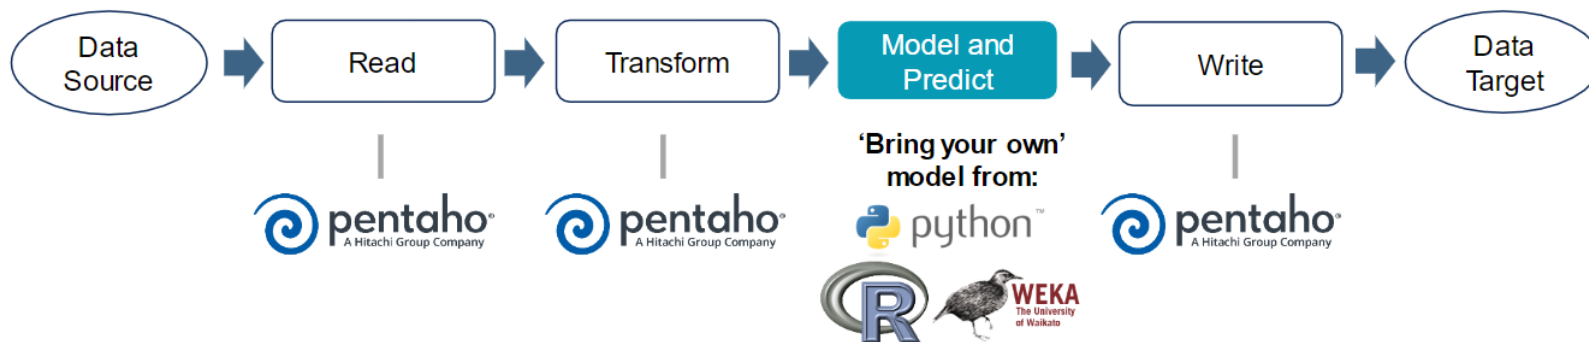 Data
Source
Read
Transform
Model and
Predict
Write
Data
Target
‘Bring your own’
model from:
pentaho®
A Hitachi Group Company
pentaho®
A Hitachi Group Company
python™
pentaho®
A Hitachi Group Company
R
WEKA
The University
of Waikato